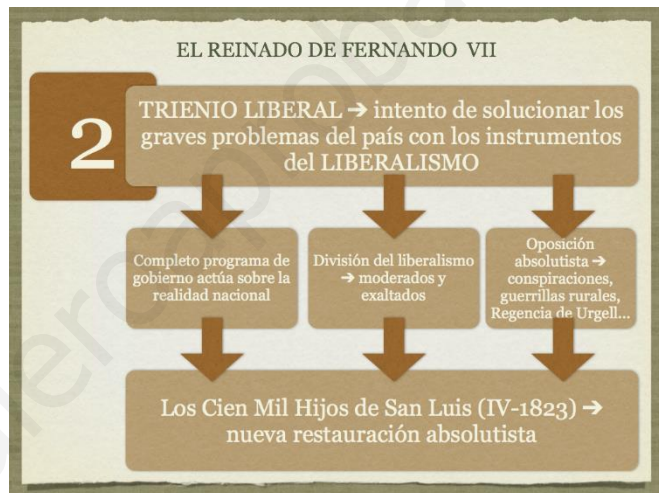 EL REINADO DE FERNANDO VII
2
TRIENIO LIBERAL → intento de solucionar los
graves problemas del país con los instrumentos
del LIBERALISMO
Completo programa de
gobierno actúa sobre la
realidad nacional
División del liberalismo
→ moderados y
exaltados
Oposición
absolutista →
conspiraciones,
guerrillas rurales,
Regencia de Urgell...
Los Cien Mil Hijos de San Luis (IV-1823) →
nueva restauración absolutista